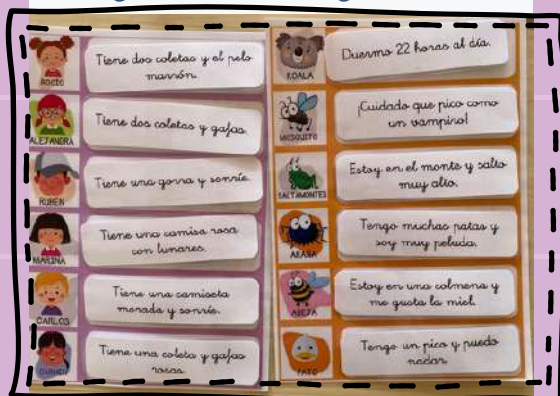 ROCÍO
Tiene dos coletas y el pelo
marrón.
ALEJANDRA
Tiene dos coletas y gafas.
RUBÉN
Tiene una gorra y sonríe.
MARINA
Tiene una camisa rosa
con lunares.
CARLOS
Tiene una camiseta
morada y sonríe.
CARMEN
Tiene una coleta y gafas
rosas.
KOALA
Duermo 22 horas al día.
MOSQUITO
¡Cuidado que pico como
un vampiro!
SALTAMONTES
Estoy en el monte y salto
muy alto.
ARAÑA
Tengo muchas patas y
soy muy peluda.
ABEJA
Estoy en una colmena y
me gusta la miel.
PATO
Tengo un pico y puedo
nadar.